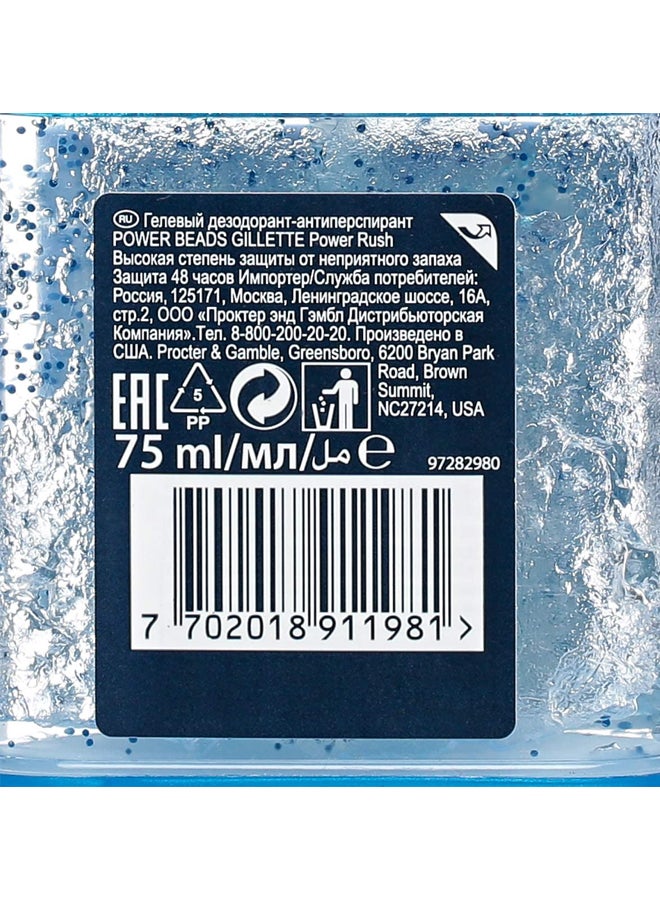 RU Гелевый дезодорант-антиперспирант
POWER BEADS GILLETTE Power Rush
Высокая степень защиты от неприятного запаха
Защита 48 часов Импортер/Служба потребителей:
Россия, 125171, Москва, Ленинградское шоссе, 16А,
стр.2, ООО «Проктер энд Гэмбл Дистрибьюторская
Компания».Тел. 8-800-200-20-20. Произведено в
США. Procter & Gamble, Greensboro, 6200 Bryan Park
Road, Brown
Summit,
NC27214, USA
EAC
5
PP
75 ml/мл/مل e
97282980
7 702018 911981 >